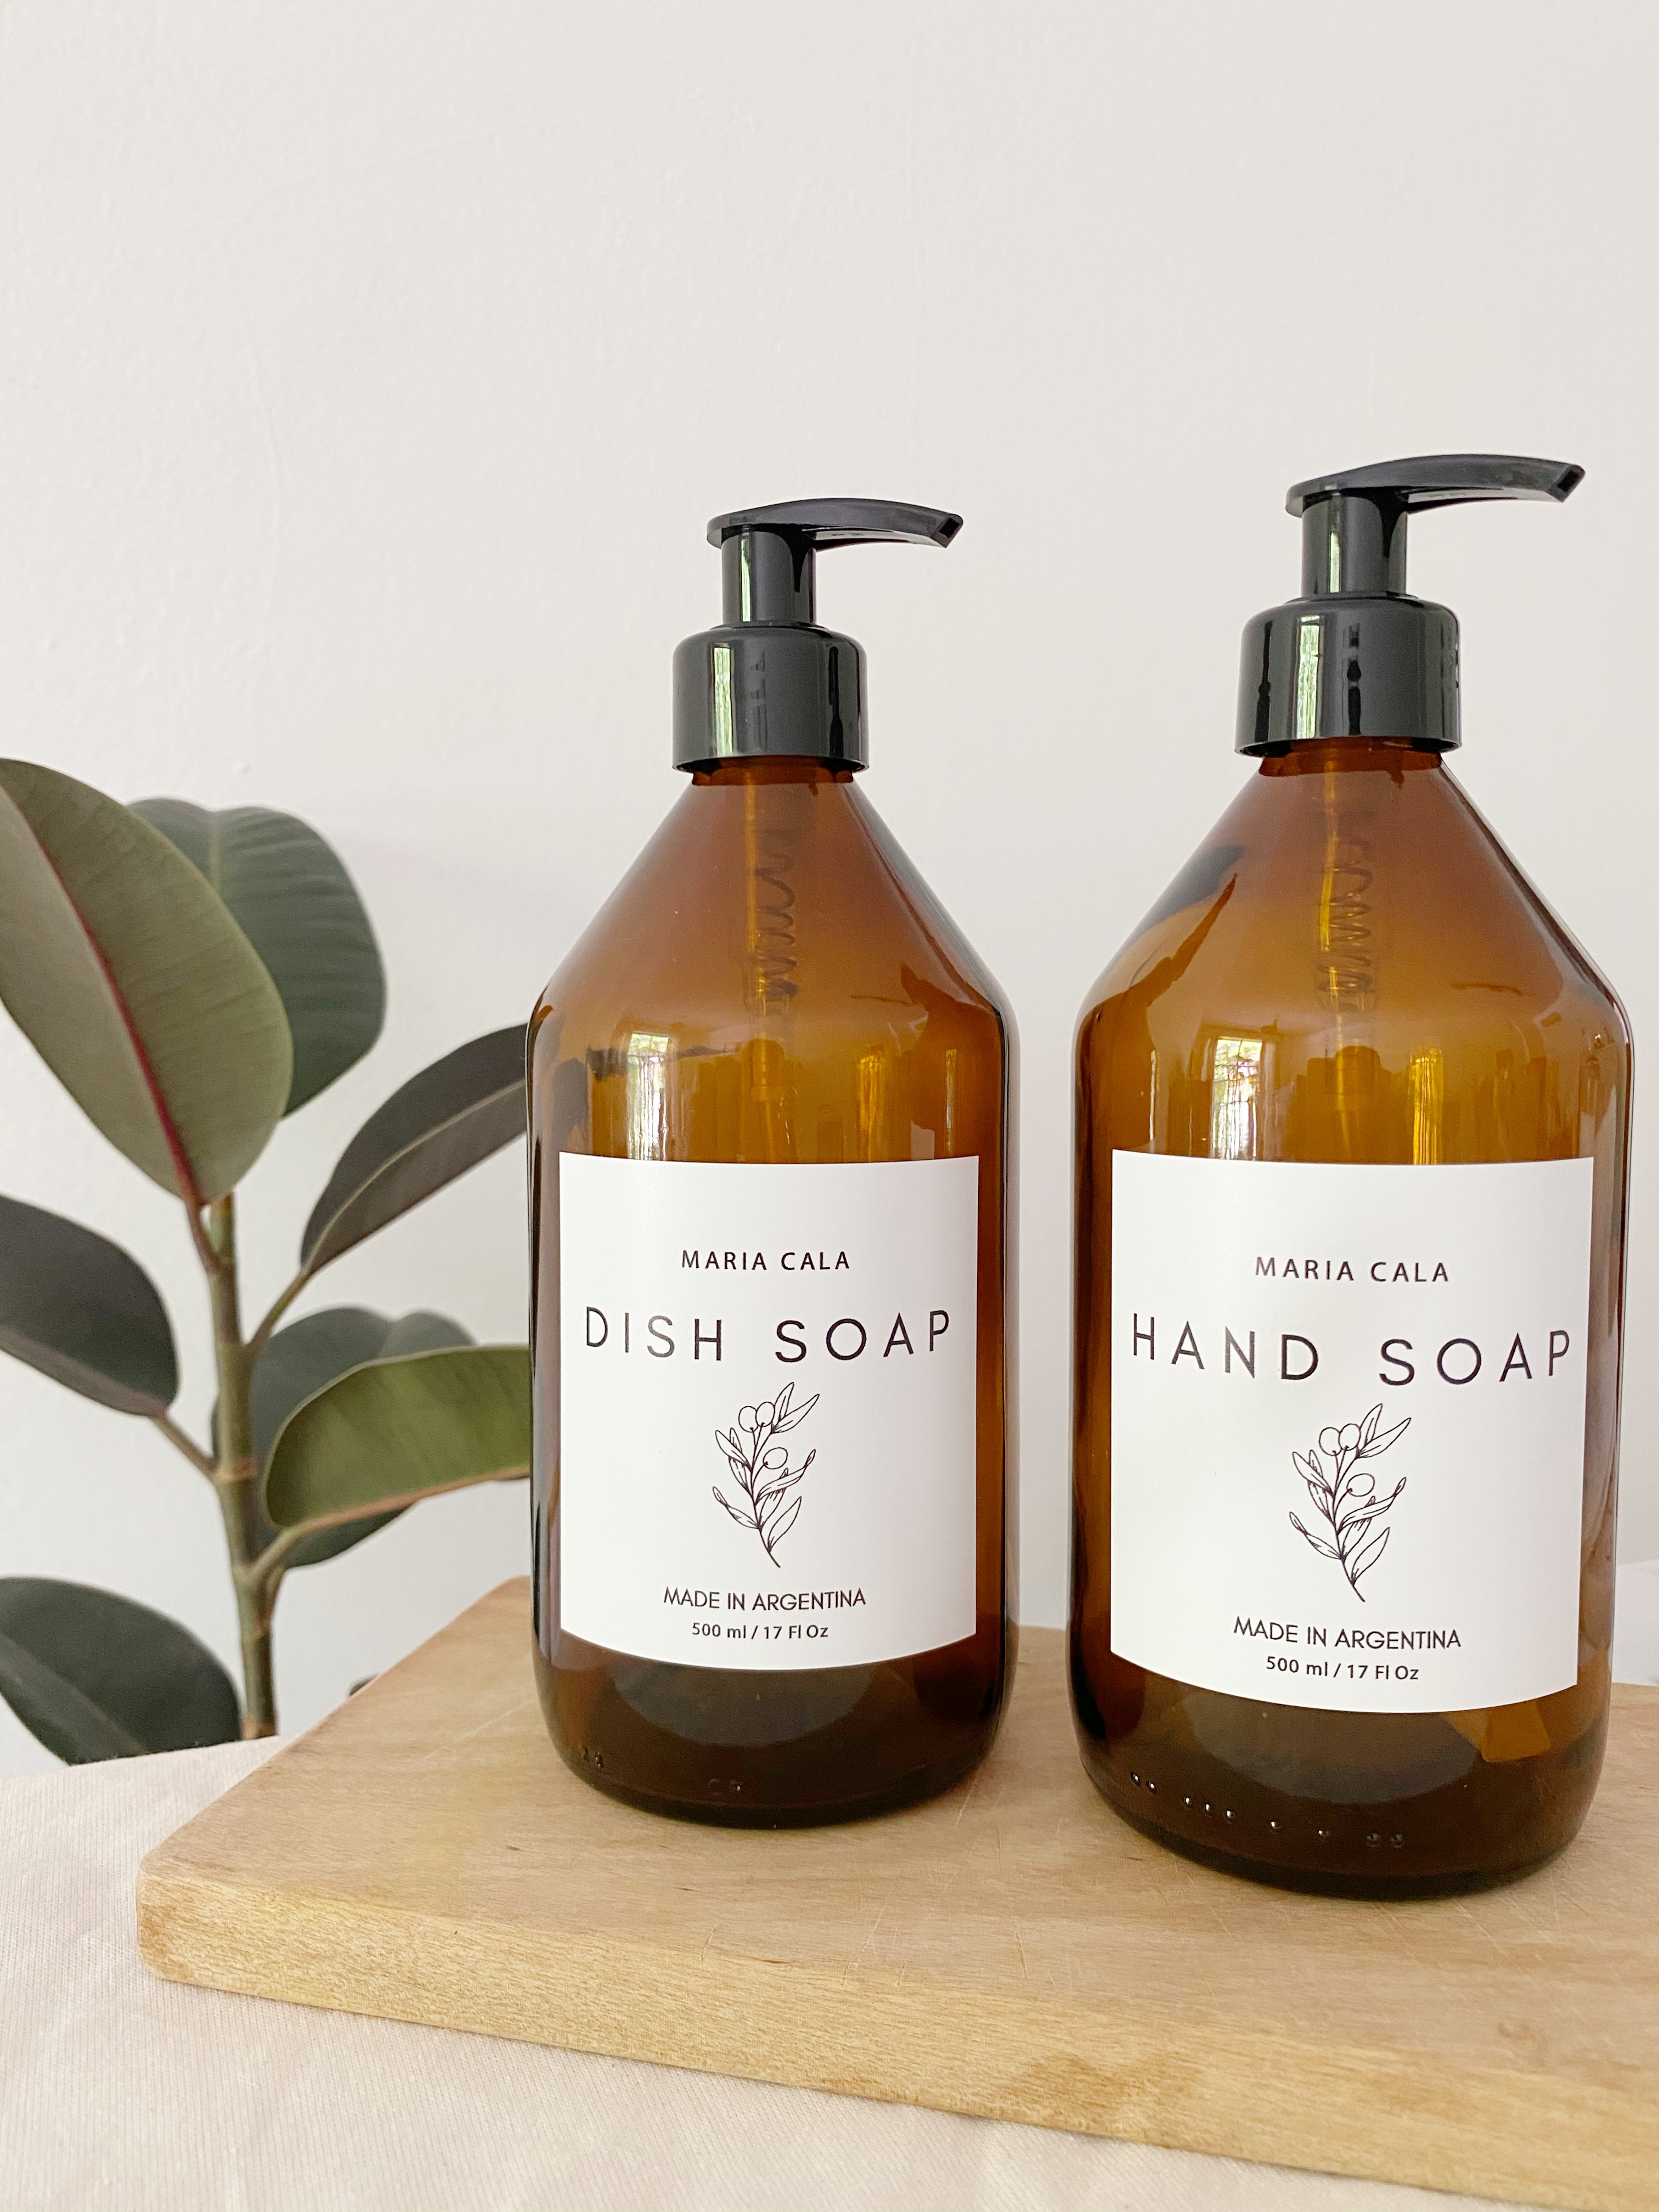 MARIA CALA
DISH SOAP
MADE IN ARGENTINA
500 ml / 17 Fl Oz
MARIA CALA
HAND SOAP
MADE IN ARGENTINA
500 ml / 17 Fl Oz